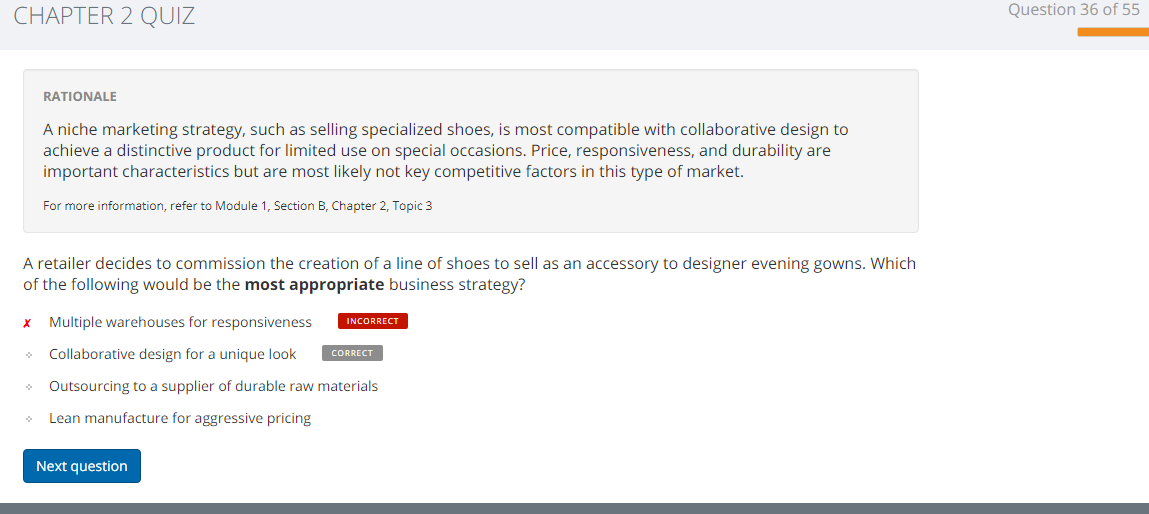 CHAPTER 2 QUIZ
Question 36 of 55
RATIONALE
A niche marketing strategy, such as selling specialized shoes, is most compatible with collaborative design to
achieve a distinctive product for limited use on special occasions. Price, responsiveness, and durability are
important characteristics but are most likely not key competitive factors in this type of market.
For more information, refer to Module 1, Section B, Chapter 2, Topic 3
A retailer decides to commission the creation of a line of shoes to sell as an accessory to designer evening gowns. Which
of the following would be the most appropriate business strategy?
✗ Multiple warehouses for responsiveness INCORRECT
Collaborative design for a unique look CORRECT
Outsourcing to a supplier of durable raw materials
Lean manufacture for aggressive pricing
Next question